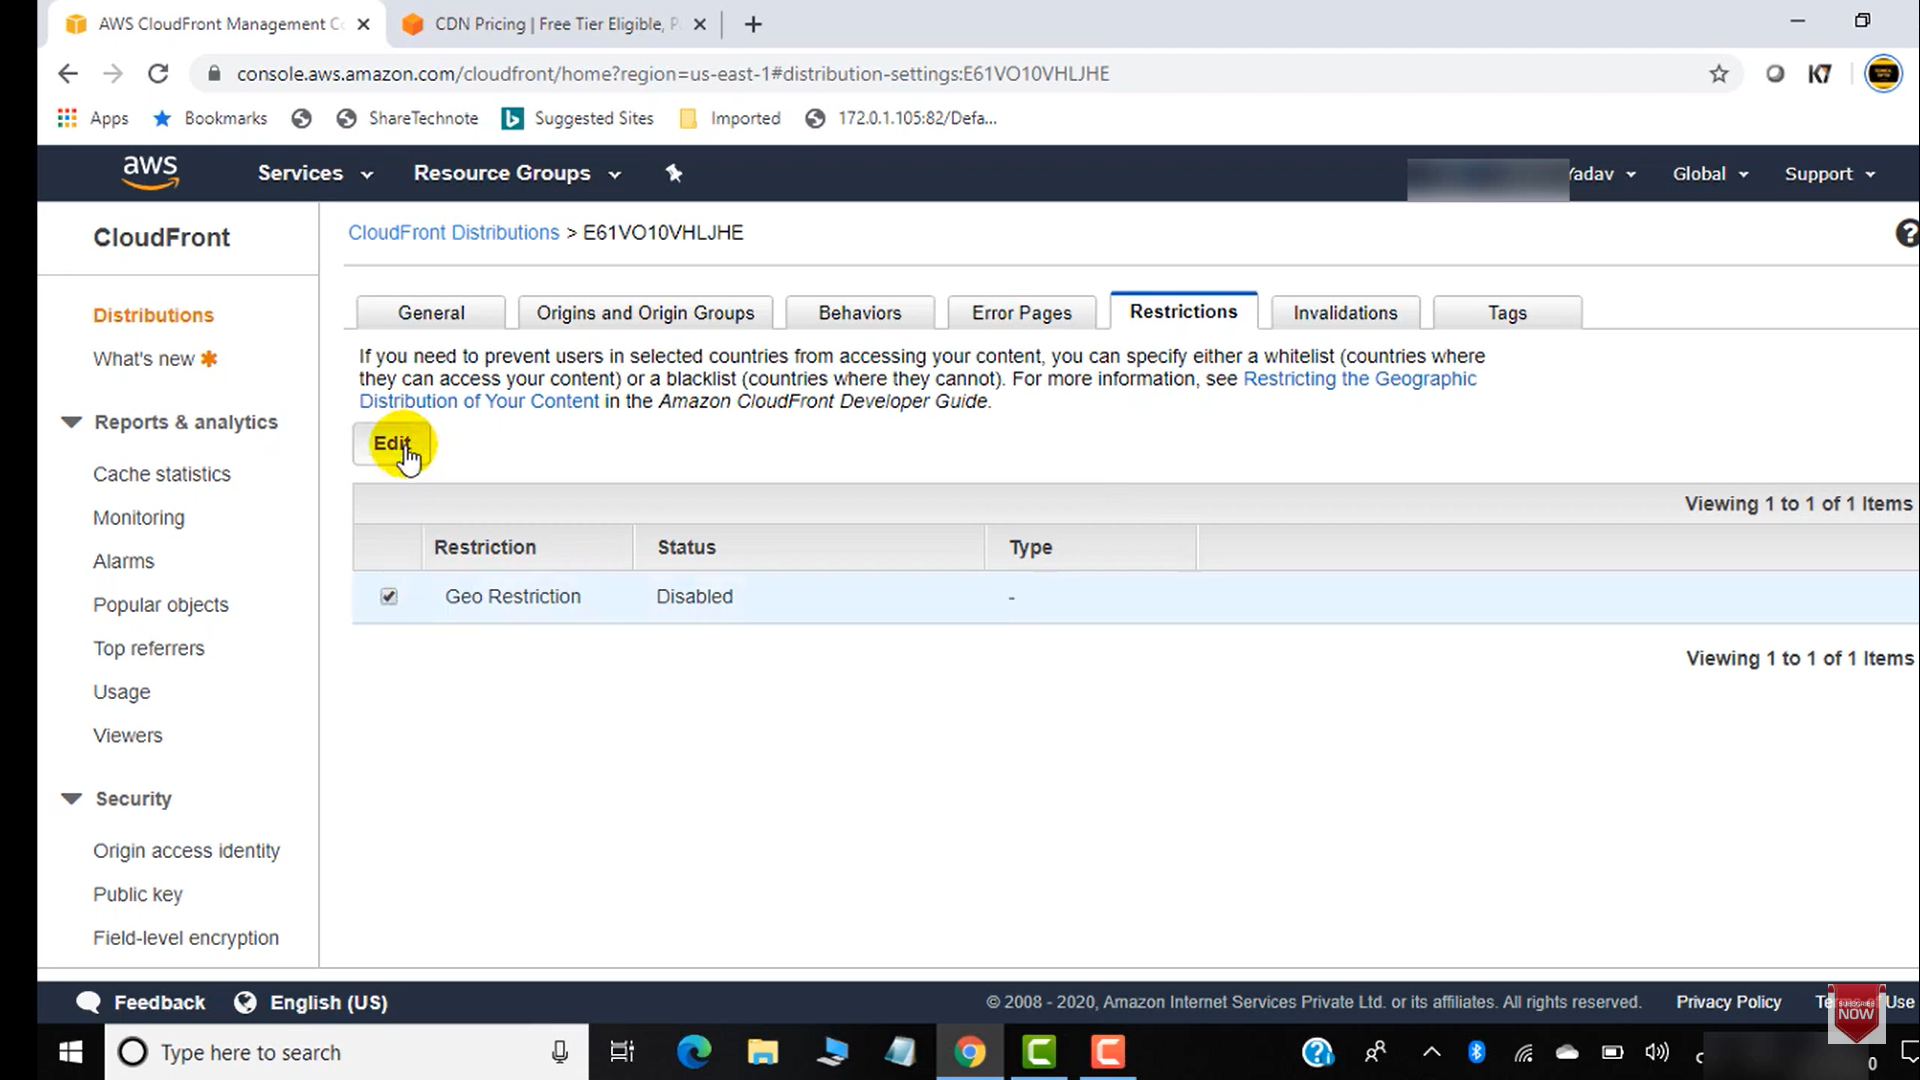 AWS CloudFront Management Co
CDN Pricing | Free Tier Eligible, P
console.aws.amazon.com/cloudfront/home?region=us-east-1#distribution-settings:E61VO10VHLJHE
K7
Apps
Bookmarks
ShareTechnote
Suggested Sites
Imported
172.0.1.105:82/Defa...
aws
Services
Resource Groups
Yadav
Global
Support
CloudFront
CloudFront Distributions > E61VO10VHLJHE
Distributions
What's new
Reports & analytics
Cache statistics
Monitoring
Alarms
Popular objects
Top referrers
Usage
Viewers
Security
Origin access identity
Public key
Field-level encryption
General
Origins and Origin Groups
Behaviors
Error Pages
Restrictions
Invalidations
Tags
If you need to prevent users in selected countries from accessing your content, you can specify either a whitelist (countries where
they can access your content) or a blacklist (countries where they cannot). For more information, see Restricting the Geographic
Distribution of Your Content in the Amazon CloudFront Developer Guide.
Edit
Viewing 1 to 1 of 1 Items
Restriction
Status
Type
Geo Restriction
Disabled
-
Viewing 1 to 1 of 1 Items
Feedback
English (US)
© 2008 - 2020, Amazon Internet Services Private Ltd. or its affiliates. All rights reserved.
Privacy Policy
Use
SUBSCRIBE
NOW
Type here to search